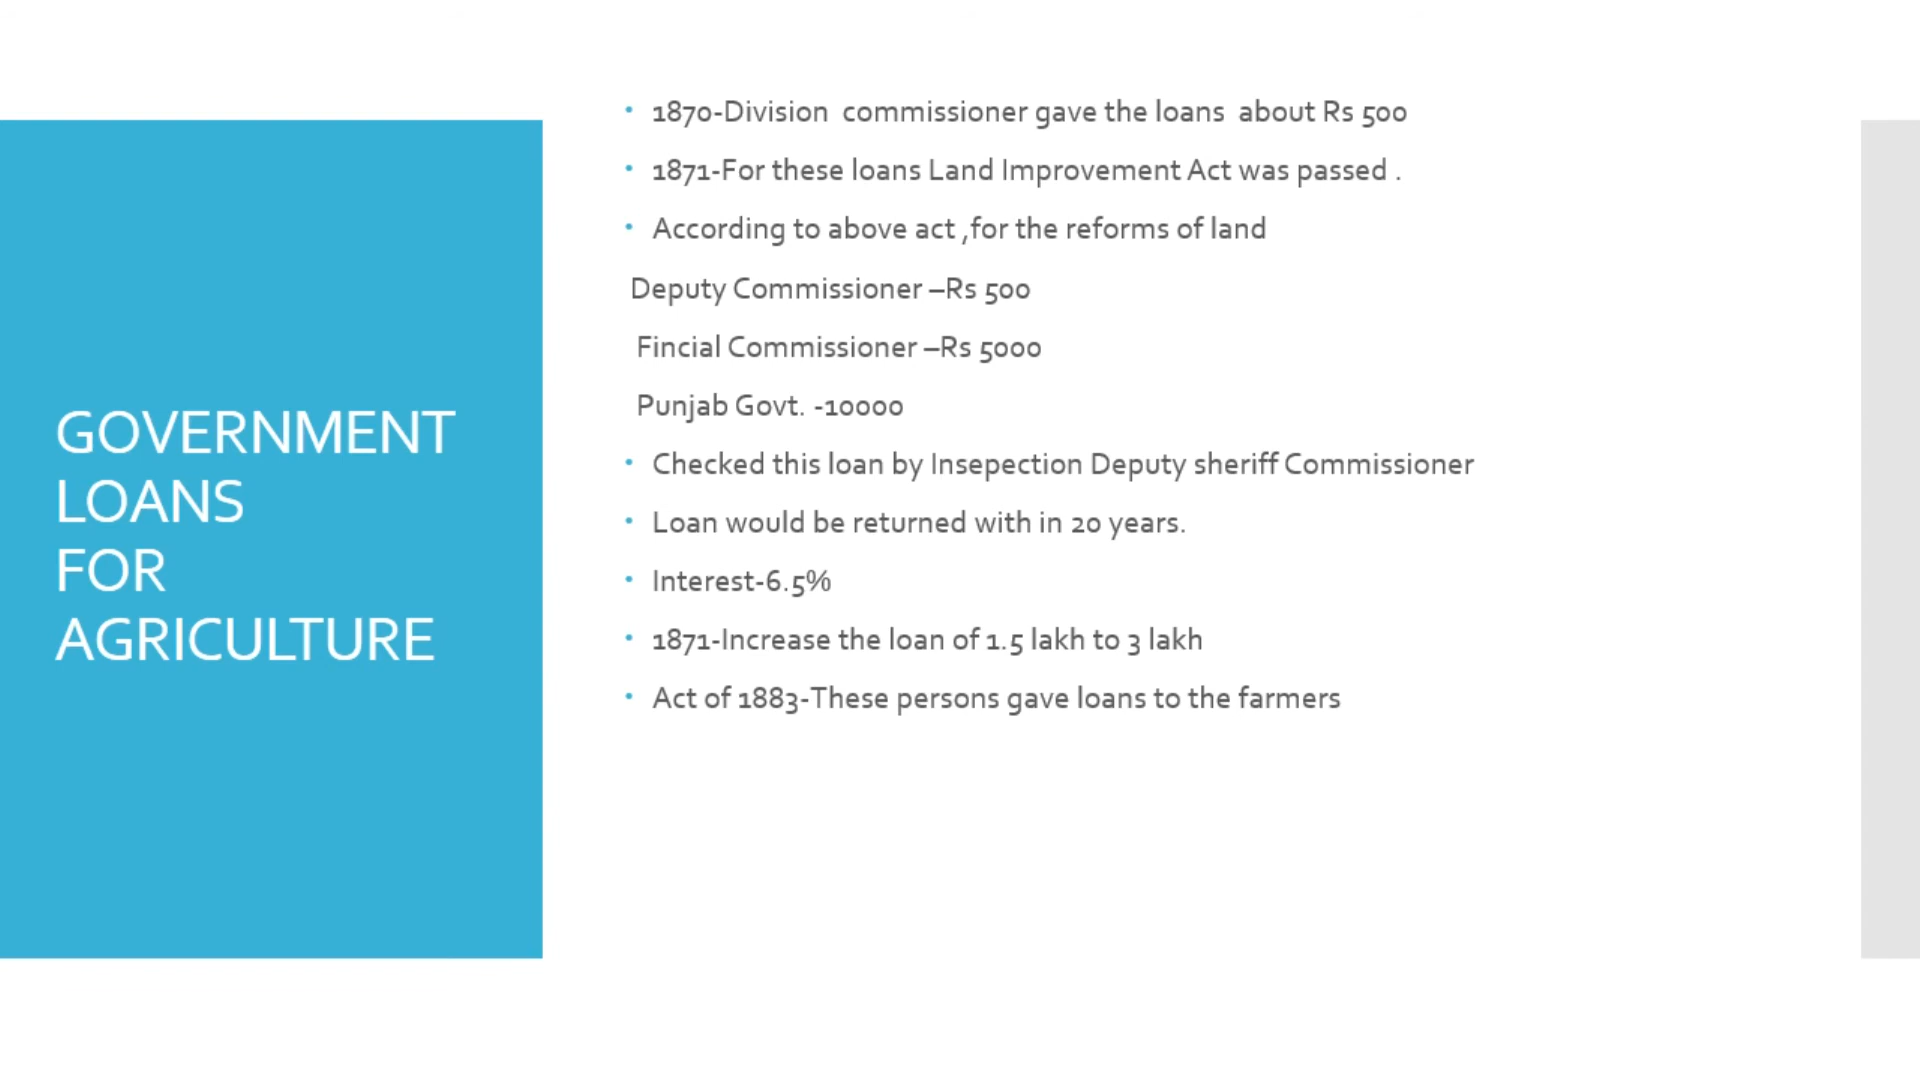 GOVERNMENT
LOANS
FOR
AGRICULTURE
• 1870-Division commissioner gave the loans about Rs 500
• 1871-For these loans Land Improvement Act was passed .
• According to above act ,for the reforms of land
Deputy Commissioner –Rs 500
Fincial Commissioner –Rs 5000
Punjab Govt. -10000
• Checked this loan by Insepection Deputy sheriff Commissioner
• Loan would be returned with in 20 years.
• Interest-6.5%
• 1871-Increase the loan of 1.5 lakh to 3 lakh
• Act of 1883-These persons gave loans to the farmers